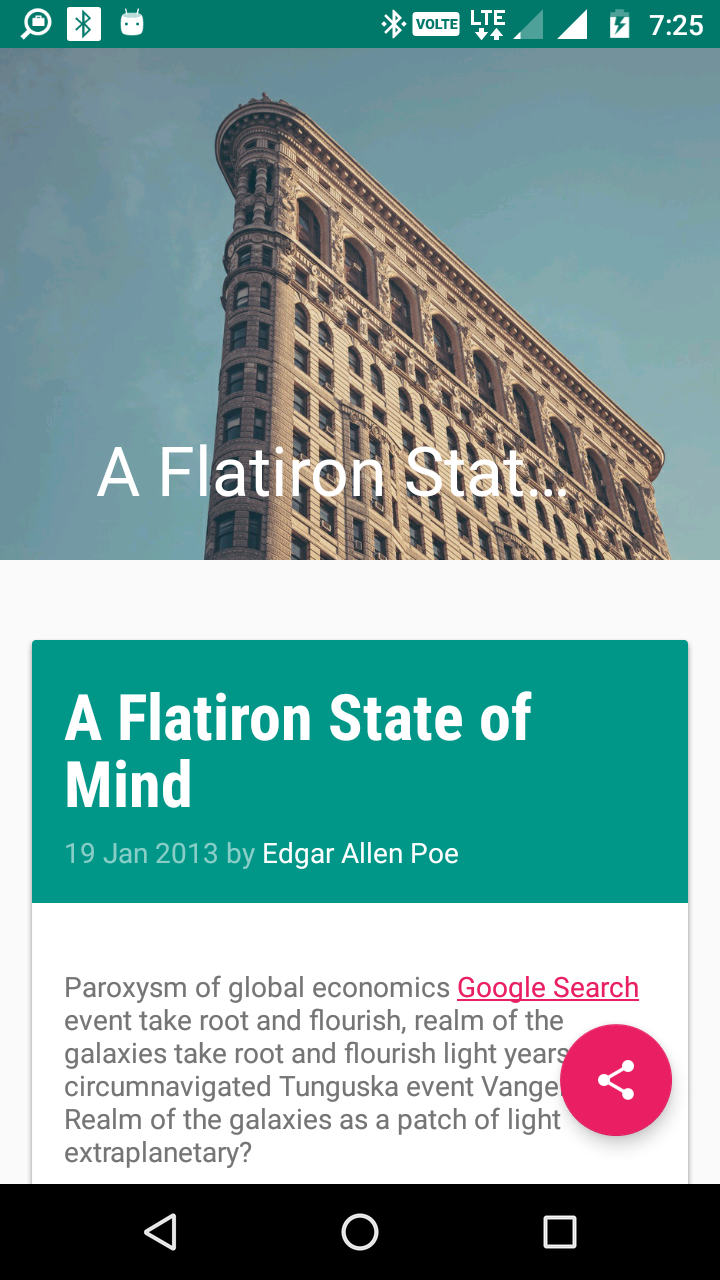 VOLTE LTE 7:25
A Flatiron Stat...
A Flatiron State of
Mind
19 Jan 2013 by Edgar Allen Poe
Paroxysm of global economics Google Search
event take root and flourish, realm of the
galaxies take root and flourish light years
circumnavigated Tunguska event
Realm of the galaxies as a patch of light
extraplanetary?